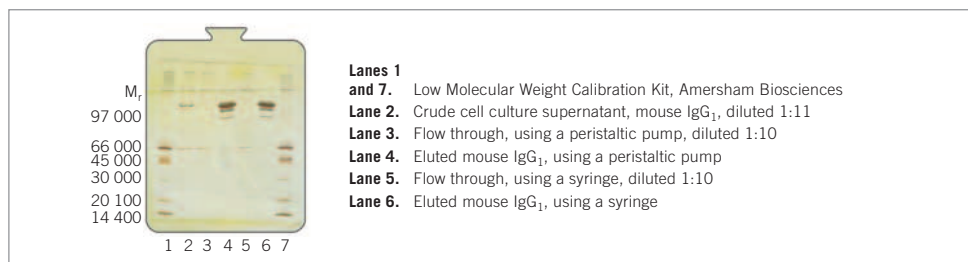 Mr
97 000
66 000
45 000
30 000
20 100
14 400
1 2 3 4 5 6 7
Lanes 1
and 7. Low Molecular Weight Calibration Kit, Amersham Biosciences
Lane 2. Crude cell culture supernatant, mouse IgG1, diluted 1:11
Lane 3. Flow through, using a peristaltic pump, diluted 1:10
Lane 4. Eluted mouse IgG1, using a peristaltic pump
Lane 5. Flow through, using a syringe, diluted 1:10
Lane 6. Eluted mouse IgG1, using a syringe